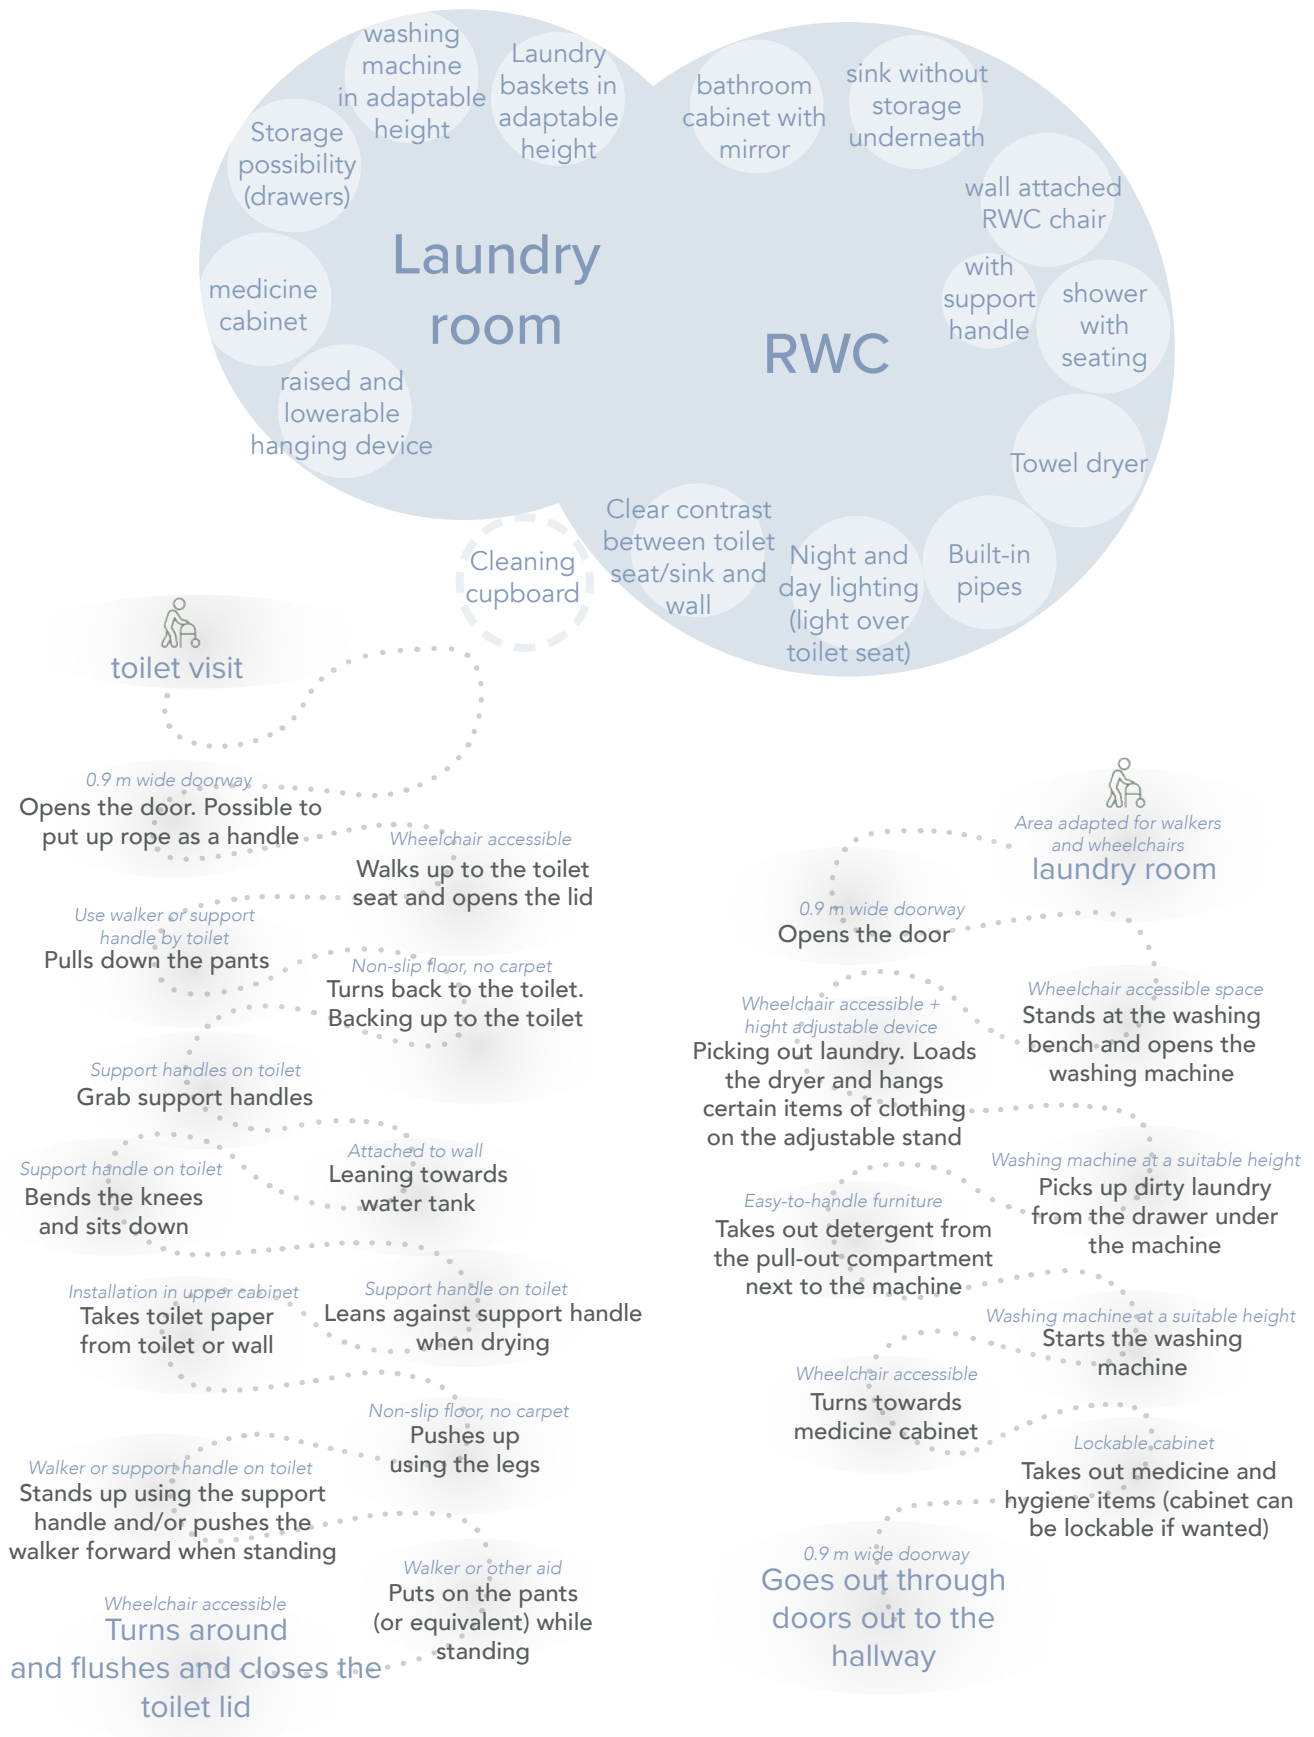 washing
machine
in adaptable
height
Laundry
baskets in
adaptable
height
Storage
possibility
(drawers)
medicine
cabinet
raised and
lowerable
hanging device
Laundry
room
bathroom
cabinet with
mirror
sink without
storage
underneath
wall attached
RWC chair
with
support
handle
shower
with
seating
RWC
Towel dryer
Built-in
pipes
Night and
day lighting
(light over
toilet seat)
Clear contrast
between toilet
seat/sink and
wall
Cleaning
cupboard
toilet visit
0.9 m wide doorway
Opens the door. Possible to
put up rope as a handle
Wheelchair accessible
Walks up to the toilet
seat and opens the lid
Use walker or support
handle by toilet
Pulls down the pants
Non-slip floor, no carpet
Turns back to the toilet.
Backing up to the toilet
Support handles on toilet
Grab support handles
Attached to wall
Leaning towards
water tank
Support handle on toilet
Bends the knees
and sits down
Support handle on toilet
Leans against support handle
when drying
Installation in upper cabinet
Takes toilet paper
from toilet or wall
Non-slip floor, no carpet
Pushes up
using the legs
Walker or support handle on toilet
Stands up using the support
handle and/or pushes the
walker forward when standing
Walker or other aid
Puts on the pants
(or equivalent) while
standing
Wheelchair accessible
Turns around
and flushes and closes the
toilet lid
Area adapted for walkers
and wheelchairs
laundry room
0.9 m wide doorway
Opens the door
Wheelchair accessible space
Stands at the washing
bench and opens the
washing machine
Wheelchair accessible +
hight adjustable device
Picking out laundry. Loads
the dryer and hangs
certain items of clothing
on the adjustable stand
Washing machine at a suitable height
Picks up dirty laundry
from the drawer under
the machine
Easy-to-handle furniture
Takes out detergent from
the pull-out compartment
next to the machine
Washing machine at a suitable height
Starts the washing
machine
Wheelchair accessible
Turns towards
medicine cabinet
Lockable cabinet
Takes out medicine and
hygiene items (cabinet can
be lockable if wanted)
0.9 m wide doorway
Goes out through
doors out to the
hallway